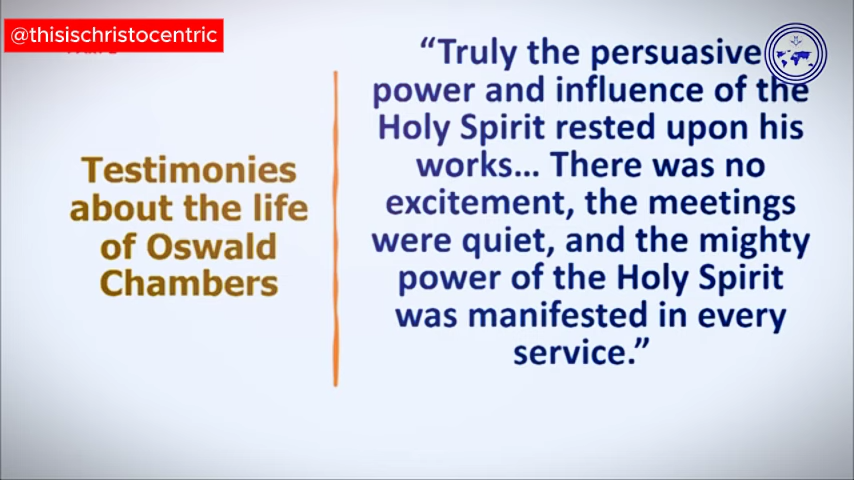 @thisischristocentric
Testimonies
about the life
of Oswald
Chambers
“Truly the persuasive
power and influence of the
Holy Spirit rested upon his
works... There was no
excitement, the meetings
were quiet, and the mighty
power of the Holy Spirit
was manifested in every
service.”